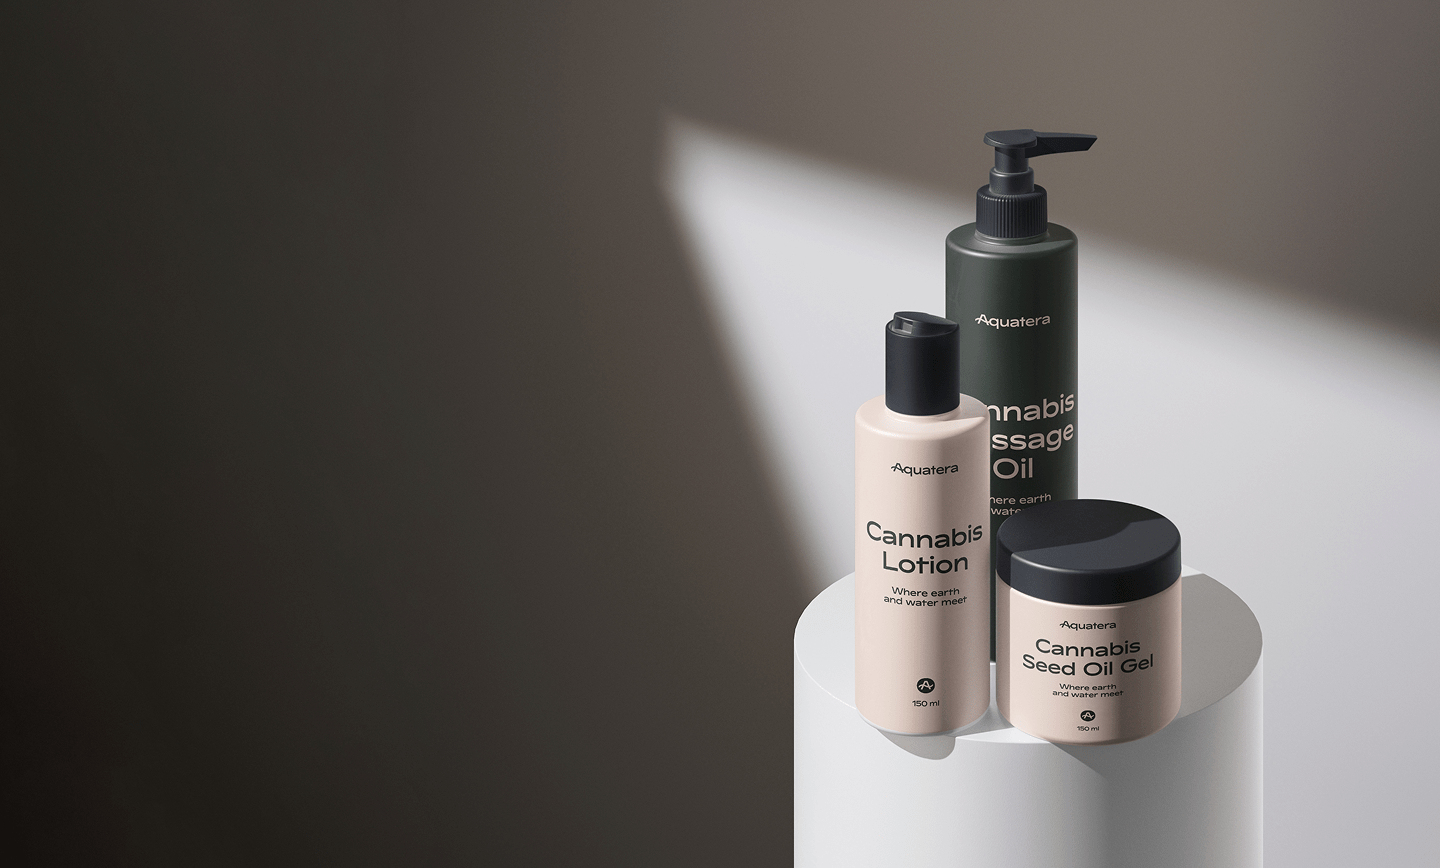 Aquatera
nnabis
ssage
Oil
here earth
Aquatera
Cannabis
Lotion
Where earth
and water meet
150 ml
Aquatera
Cannabis
Seed Oil Gel
Where earth
and water meet
150 ml